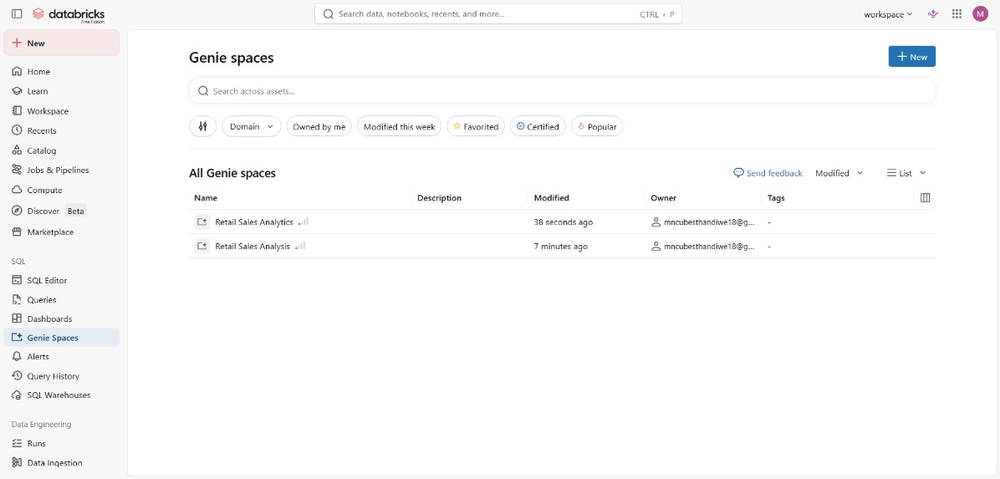 databricks
Free Edition
Search data, notebooks, recents, and more...
CTRL + P
workspace
M
New
Home
Learn
Workspace
Recents
Catalog
Jobs & Pipelines
Compute
Discover Beta
Marketplace
SQL
SQL Editor
Queries
Dashboards
Genie Spaces
Alerts
Query History
SQL Warehouses
Data Engineering
Runs
Data Ingestion
Genie spaces
New
Search across assets...
Domain Owned by me Modified this week Favorited Certified Popular
All Genie spaces
Send feedback Modified List
Name Description Modified Owner Tags
Retail Sales Analytics 38 seconds ago mncubesthandiwe18@g... -
Retail Sales Analysis 7 minutes ago mncubesthandiwe18@g... -